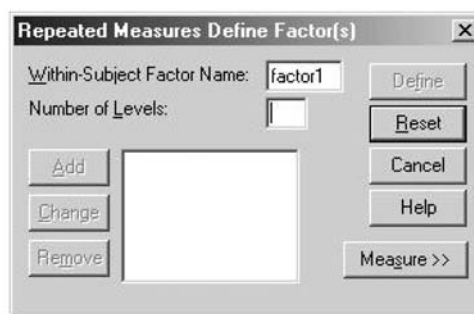 Repeated Measures Define Factor(s)
Within-Subject Factor Name: factor1
Define
Number of Levels:
Reset
Add
Cancel
Change
Help
Remove
Measure >>